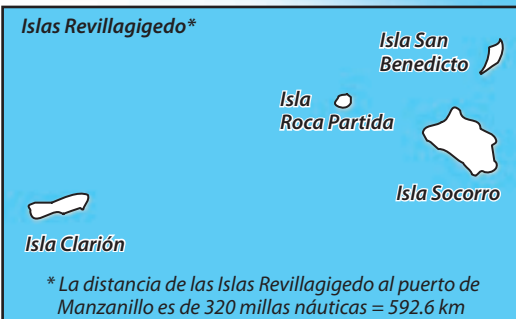 Islas Revillagigedo*
Isla San
Benedicto
Isla
Roca Partida
Isla Socorro
Isla Clarión
* La distancia de las Islas Revillagigedo al puerto de
Manzanillo es de 320 millas náuticas = 592.6 km